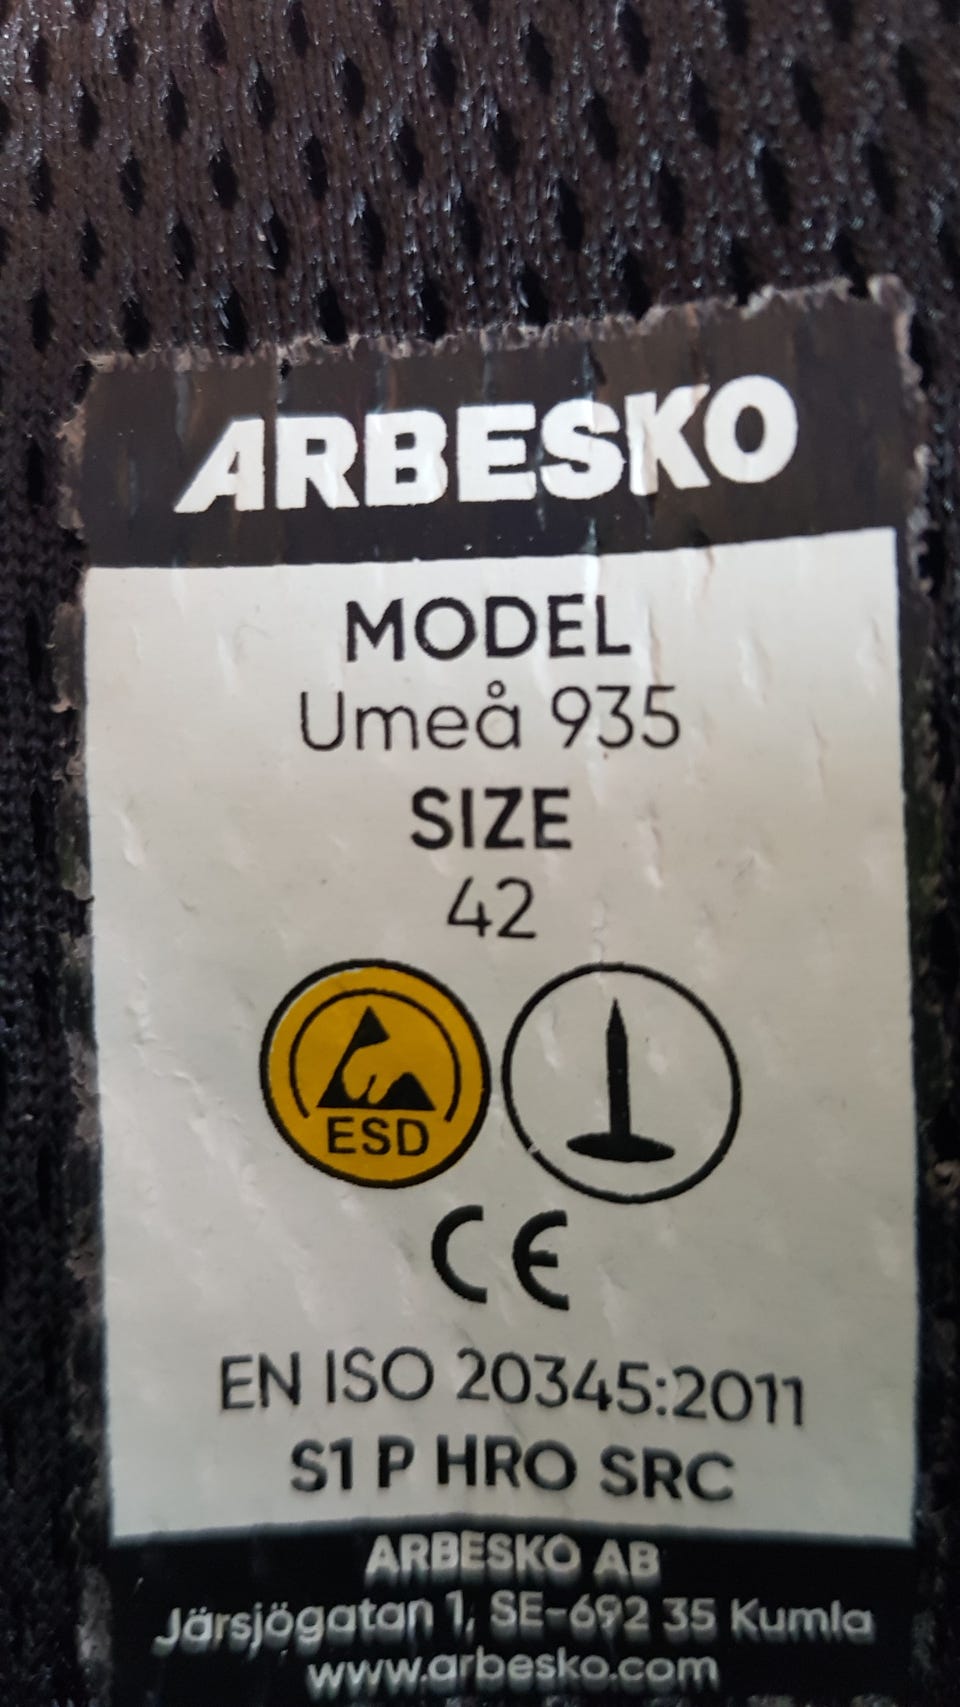 ARBESKO
MODEL
Umeå 935
SIZE
42
ESD
CE
EN ISO 20345:2011
S1 P HRO SRC
ARBESKO AB
Järsjögatan 1, SE-692 35 Kumla
www.arbesko.com